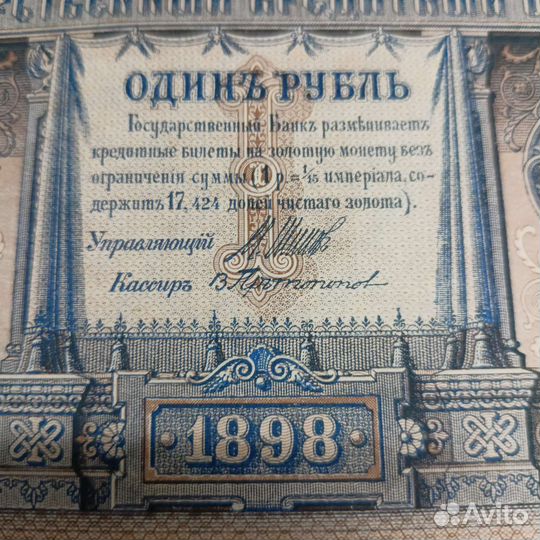 ОДИНЪ РУБЛЬ
Государственный Банкъ размѣниваетъ
кредитные билеты на золотую монету безъ
ограниченія суммы (1 р. = 1/15 имперіала, со-
держитъ 17,424 долей чистаго золота).
Управляющій
Кассиръ
1898
Avito